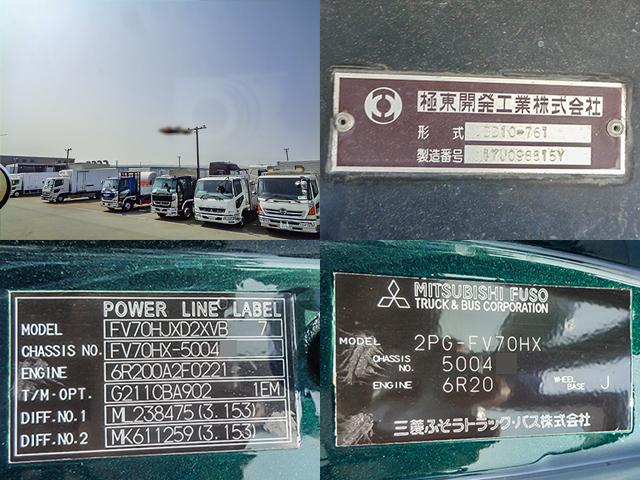 極東開発工業株式会社
形式 DD10-761
製造番号
POWER LINE LABEL
MODEL FV70HJXD2XVB 7
CHASSIS NO. FV70HX-5004
ENGINE 6R200A2F0221
T/M-OPT. G211CBA902 1EM
DIFF.NO.1 ML238475(3.153)
DIFF.NO.2 MK611259(3.153)
MITSUBISHI FUSO
TRUCK & BUS CORPORATION
MODEL 2PG-FV70HX
CHASSIS NO. 5004
ENGINE 6R20 WHEEL BASE J
三菱ふそうトラック・バス株式会社